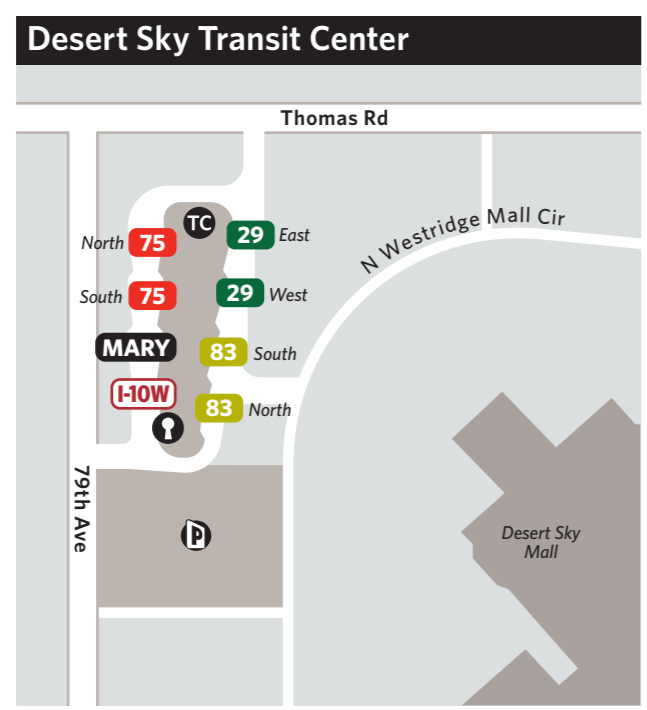 Desert Sky Transit Center
Thomas Rd
N Westridge Mall Cir
TC
North 75
29 East
South 75
29 West
MARY
83 South
I-10W
83 North
79th Ave
P
Desert Sky
Mall